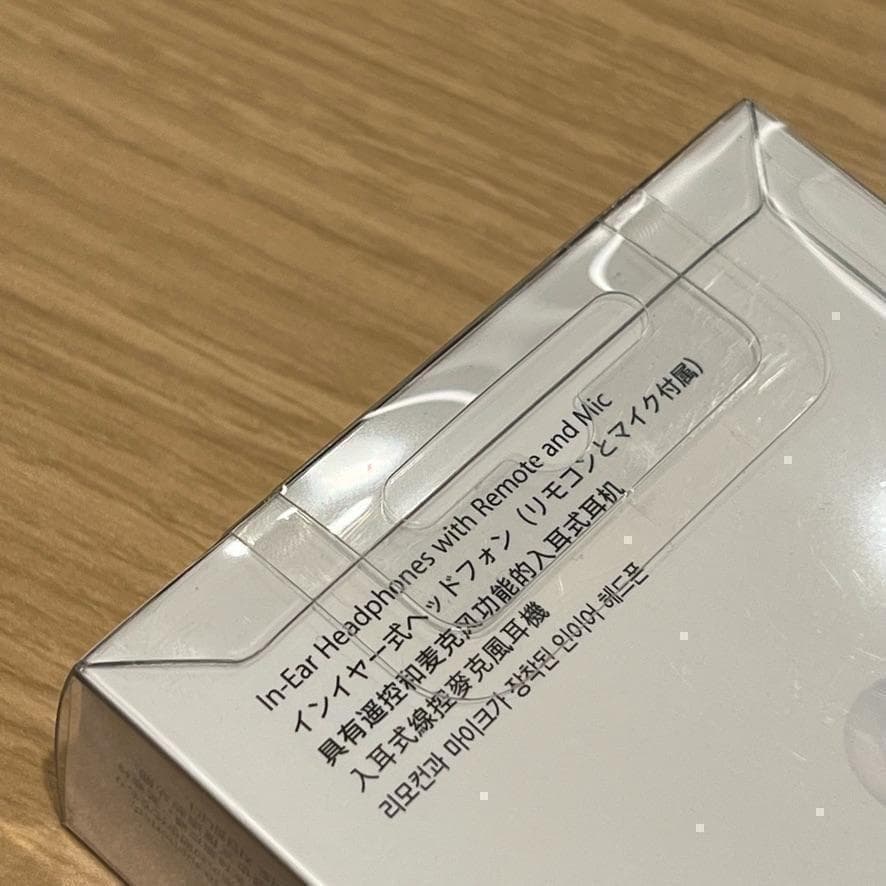 In-Ear Headphones with Remote and Mic
インイヤー式ヘッドフォン（リモコンとマイク付属）
具有遥控和麦克风功能的入耳式耳机
入耳式線控麥克風耳機
리모컨과 마이크가 장착된 인이어 헤드폰